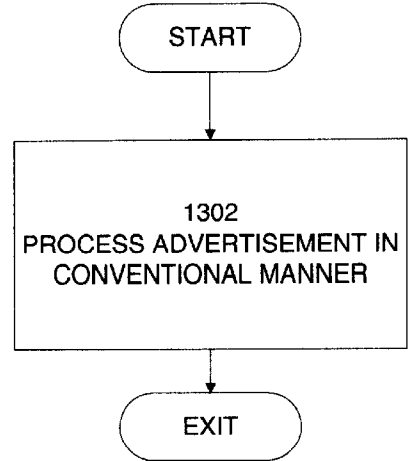 START
1302
PROCESS ADVERTISEMENT IN
CONVENTIONAL MANNER
EXIT